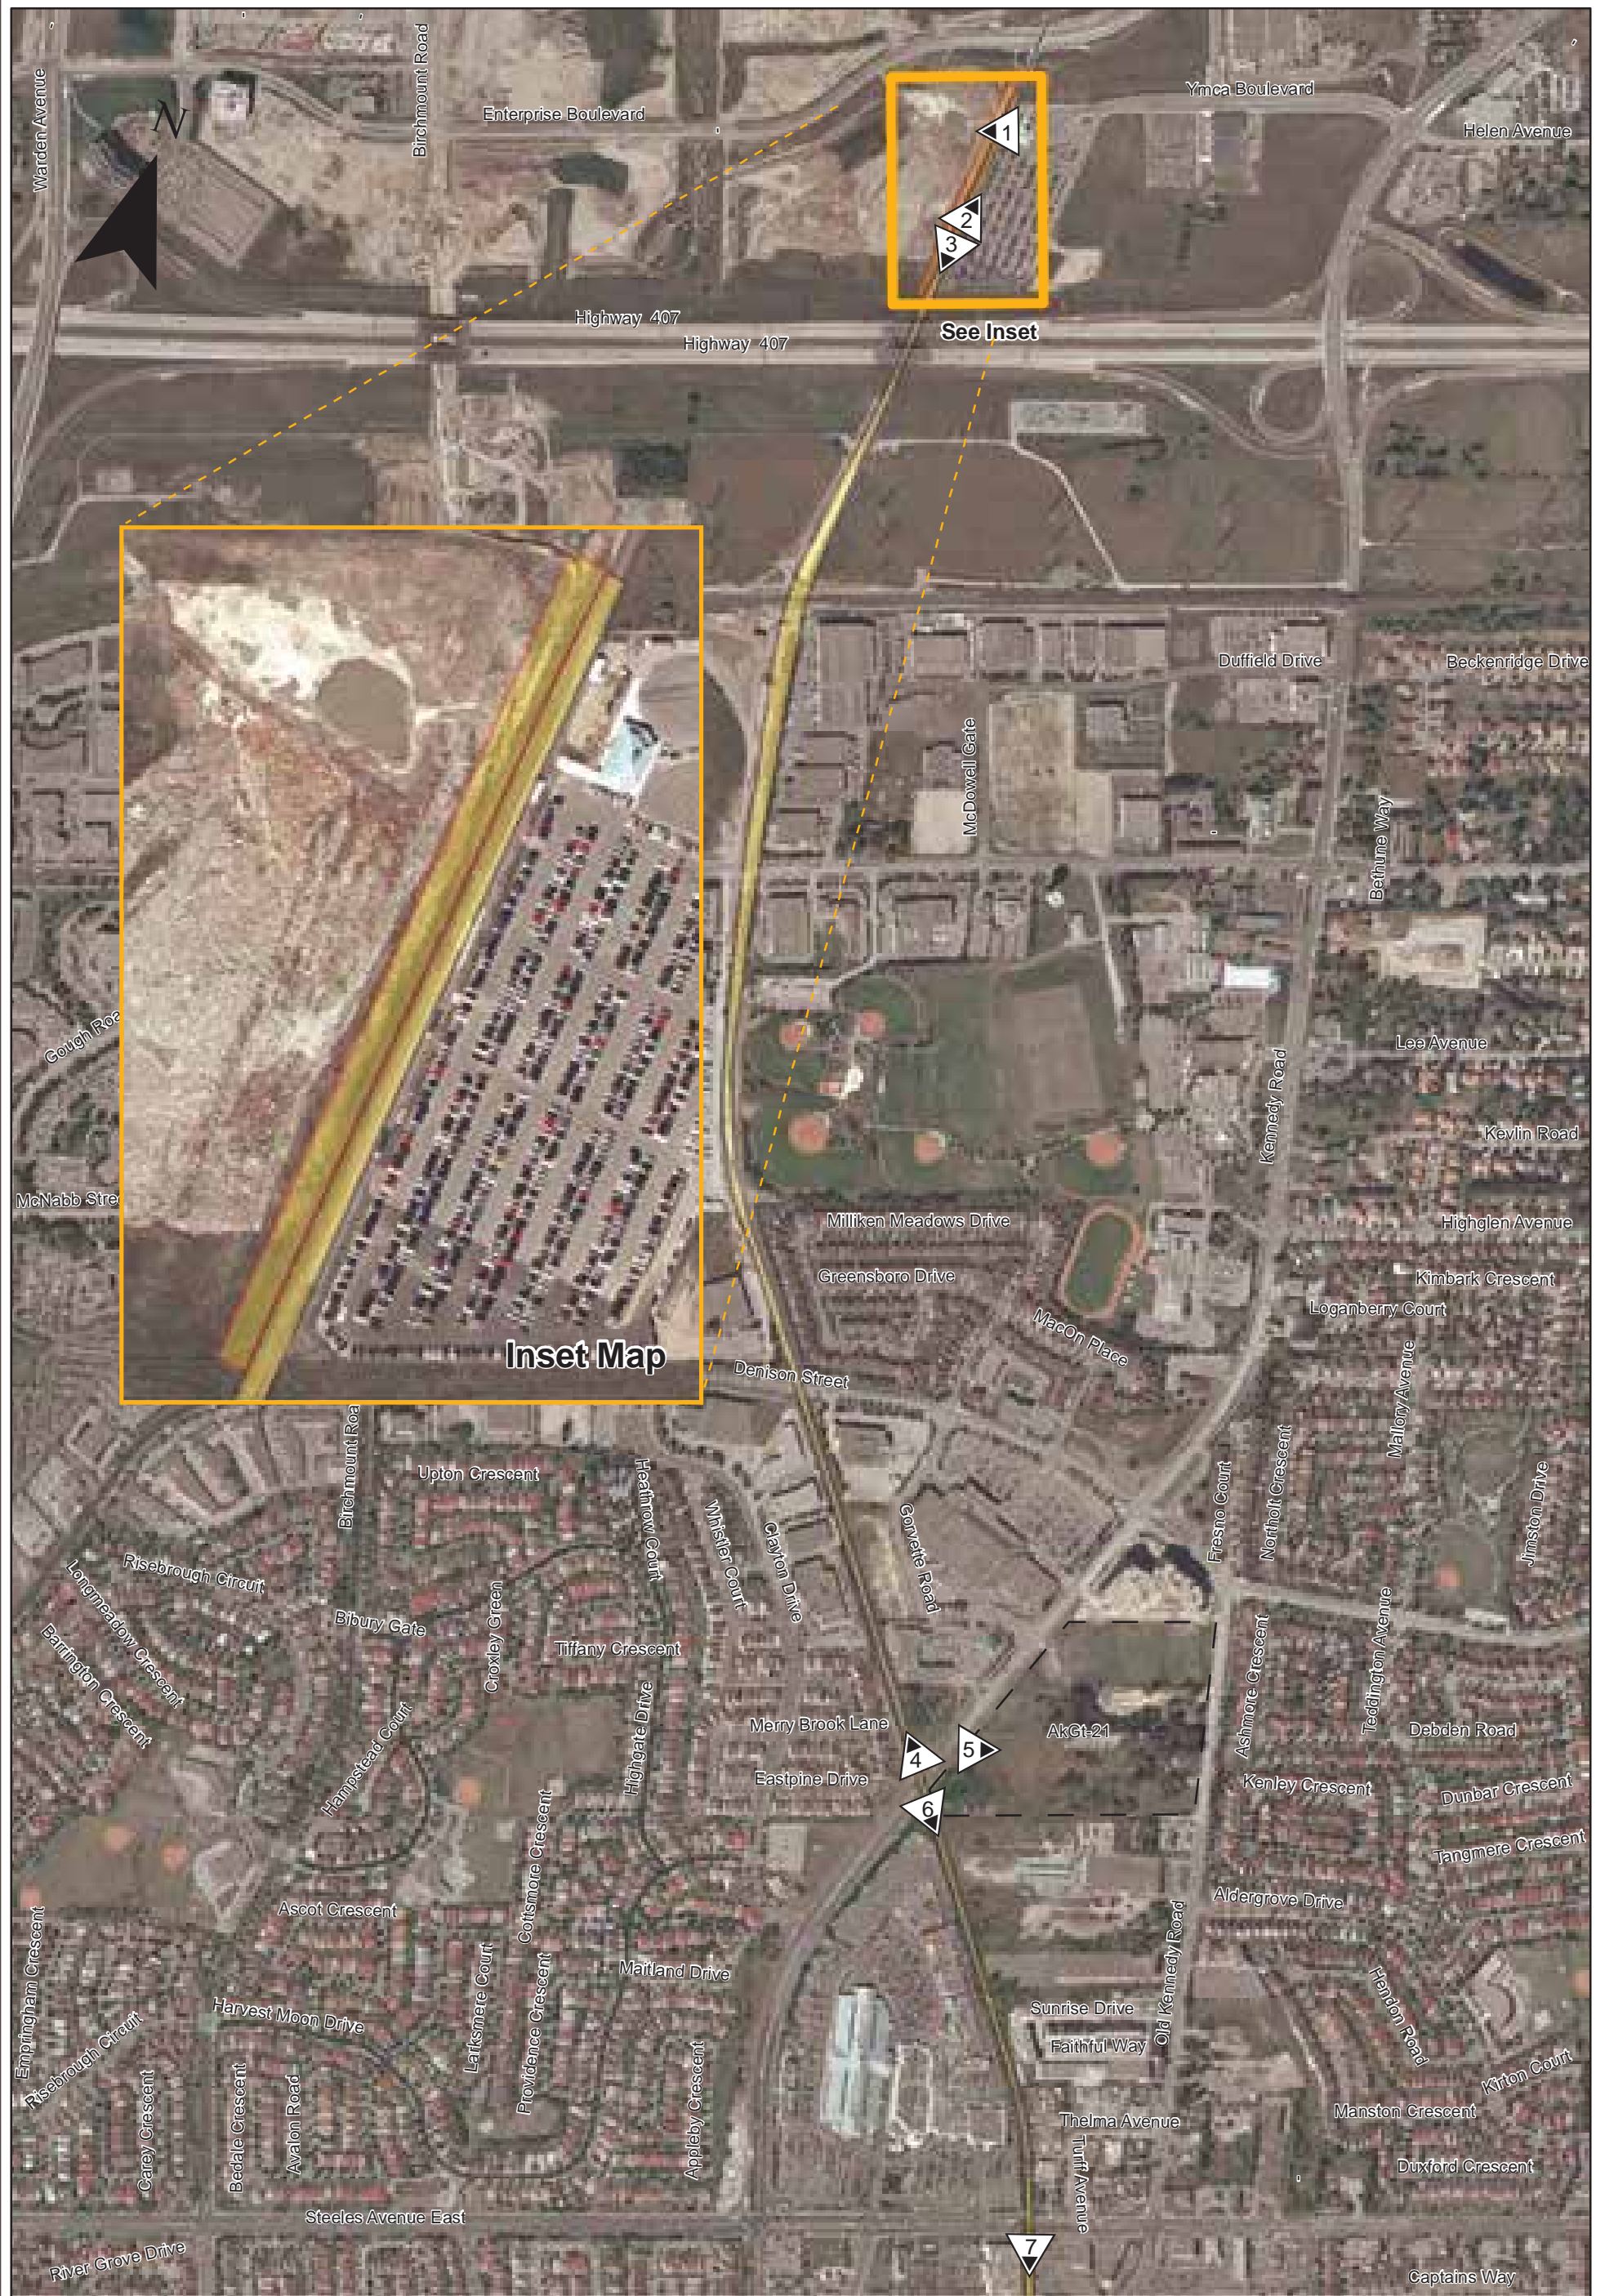 Warden Avenue
N
Birchmount Road
Enterprise Boulevard
Ymca Boulevard
Helen Avenue
1
2
3
Highway 407
Highway 407
See Inset
Duffield Drive
Beckenridge Drive
McDowell Gate
Bethune Way
Gough Roa
Lee Avenue
Kennedy Road
Kevlin Road
McNabb Stree
Milliken Meadows Drive
Highglen Avenue
Greensboro Drive
Kimbark Crescent
Loganberry Court
MacOn Place
Inset Map
Denison Street
Mallory Avenue
Birchmount Roa
Upton Crescent
Heathrow Court
Whistler Court
Clayton Drive
Corvette Road
Fresno Court
Northolt Crescent
Jimston Drive
Risebrough Circuit
Longmeadow Crescent
Barrington Crescent
Bibury Gate
Croxley Green
Tiffany Crescent
Hampstead Court
Highgate Drive
Merry Brook Lane
Eastpine Drive
4
5
6
AkGt-21
Ashmore Crescent
Teddington Avenue
Debden Road
Kenley Crescent
Dunbar Crescent
Tangmere Crescent
Aldergrove Drive
Ascot Crescent
Cottsmore Crescent
Empringham Crescent
Risebrough Circuit
Harvest Moon Drive
Larksmere Court
Providence Crescent
Maitland Drive
Old Kennedy Road
Sunrise Drive
Faithful Way
Hendon Road
Kirton Court
Carey Crescent
Bedale Crescent
Avalon Road
Appleby Crescent
Thelma Avenue
Turff Avenue
Manston Crescent
Duxford Crescent
Steeles Avenue East
River Grove Drive
7
Captains Way